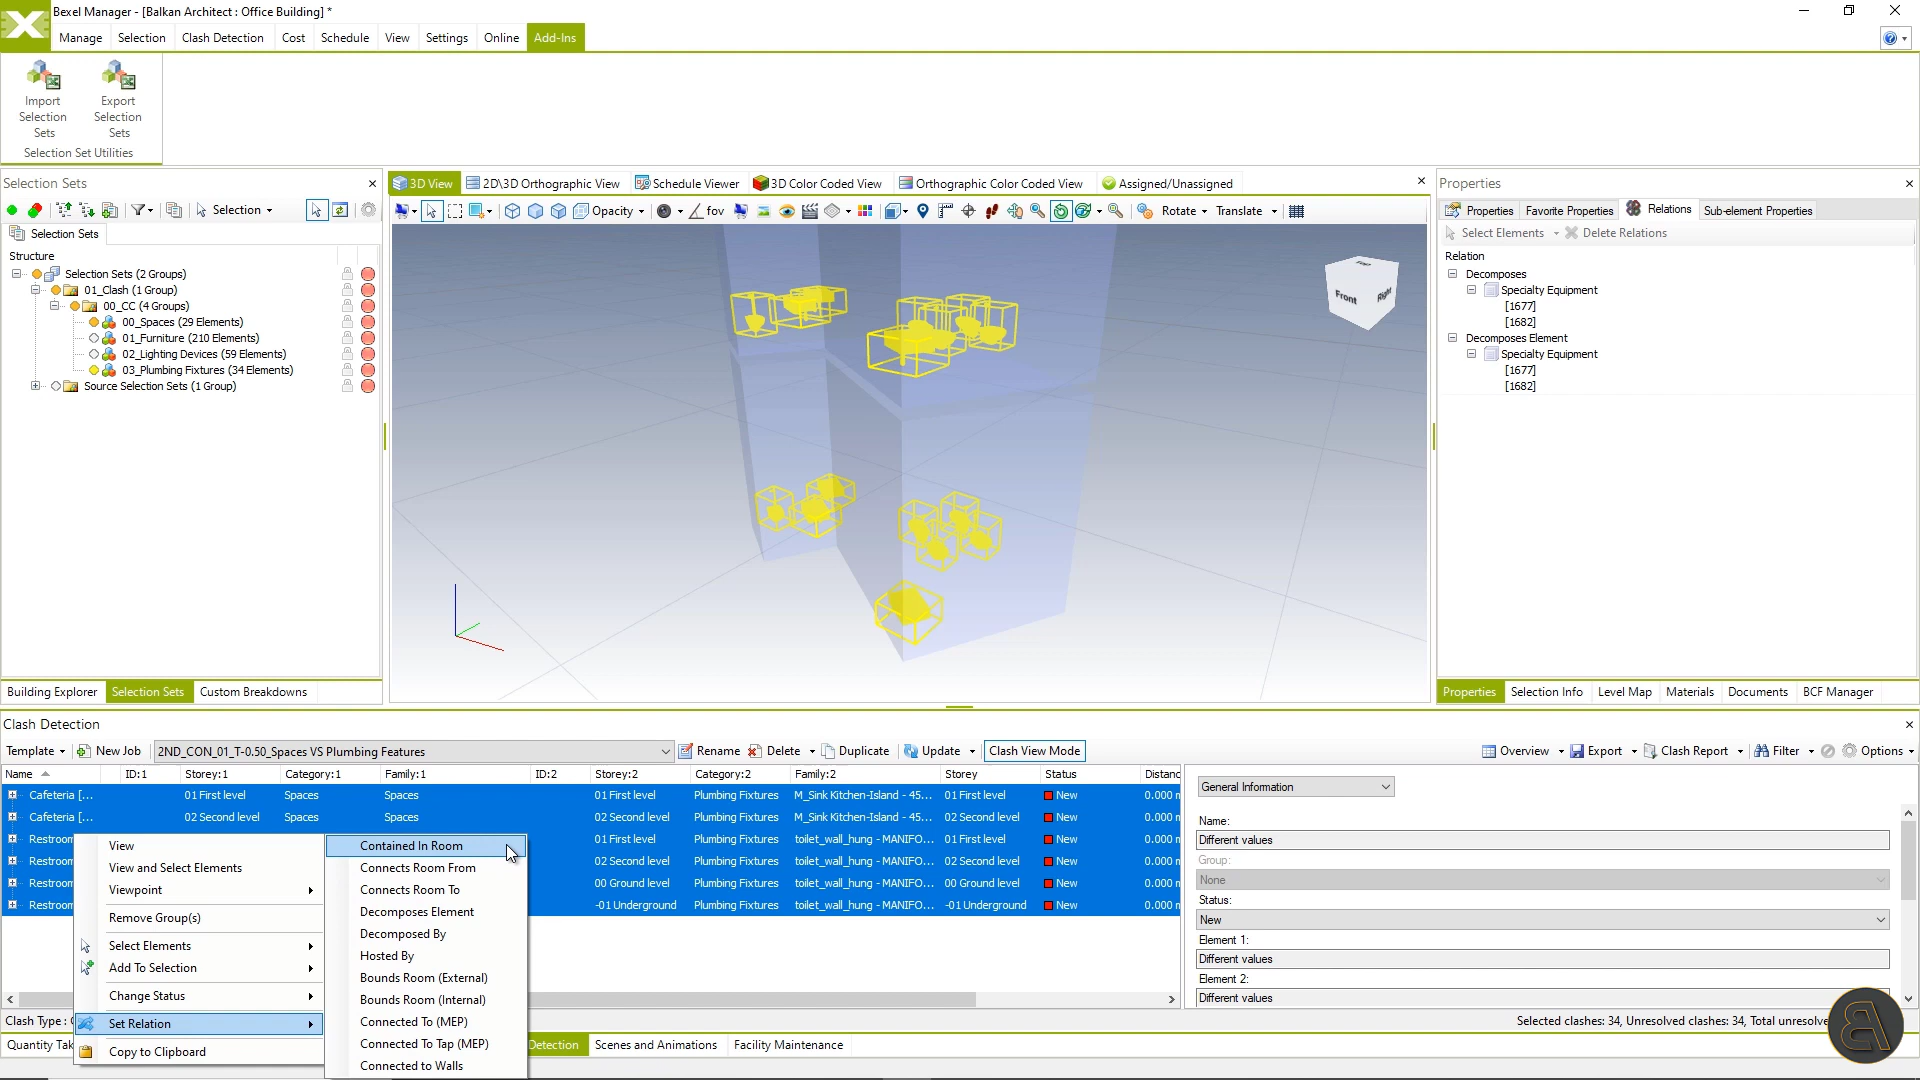 Bexel Manager - [Balkan Architect : Office Building] *
Manage Selection Clash Detection Cost Schedule View Settings Online Add-Ins
Import Selection Sets
Export Selection Sets
Selection Set Utilities
Selection Sets
Selection
Selection Sets
Structure
Selection Sets (2 Groups)
01_Clash (1 Group)
00_CC (4 Groups)
00_Spaces (29 Elements)
01_Furniture (210 Elements)
02_Lighting Devices (59 Elements)
03_Plumbing Fixtures (34 Elements)
Source Selection Sets (1 Group)
Building Explorer Selection Sets Custom Breakdowns
3D View 2D\3D Orthographic View Schedule Viewer 3D Color Coded View Orthographic Color Coded View Assigned/Unassigned
Opacity fov Rotate Translate
Front Right
Properties
Properties Favorite Properties Relations Sub-element Properties
Select Elements Delete Relations
Relation
Decomposes
Specialty Equipment
[1677]
[1682]
Decomposes Element
Specialty Equipment
[1677]
[1682]
Properties Selection Info Level Map Materials Documents BCF Manager
Clash Detection
Template New Job 2ND_CON_01_T-0.50_Spaces VS Plumbing Features Rename Delete Duplicate Update Clash View Mode Overview Export Clash Report Filter Options
Name ID:1 Storey:1 Category:1 Family:1 ID:2 Storey:2 Category:2 Family:2 Storey Status Distanc
Cafeteria [... 01 First level Spaces Spaces 01 First level Plumbing Fixtures M_Sink Kitchen-Island - 45... 01 First level New 0.000 m
Cafeteria [... 02 Second level Spaces Spaces 02 Second level Plumbing Fixtures M_Sink Kitchen-Island - 45... 02 Second level New 0.000 m
Restroom 01 First level Plumbing Fixtures toilet_wall_hung - MANIFO... 01 First level New 0.000 m
Restroom 02 Second level Plumbing Fixtures toilet_wall_hung - MANIFO... 02 Second level New 0.000 m
Restroom 00 Ground level Plumbing Fixtures toilet_wall_hung - MANIFO... 00 Ground level New 0.000 m
Restroom -01 Underground Plumbing Fixtures toilet_wall_hung - MANIFO... -01 Underground New 0.000 m
View
View and Select Elements
Viewpoint
Remove Group(s)
Select Elements
Add To Selection
Change Status
Set Relation
Copy to Clipboard
Contained In Room
Connects Room From
Connects Room To
Decomposes Element
Decomposed By
Hosted By
Bounds Room (External)
Bounds Room (Internal)
Connected To (MEP)
Connected To Tap (MEP)
Connected to Walls
General Information
Name:
Different values
Group:
None
Status:
New
Element 1:
Different values
Element 2:
Different values
Clash Type :
Selected clashes: 34, Unresolved clashes: 34, Total unresolve
Quantity Tak Detection Scenes and Animations Facility Maintenance